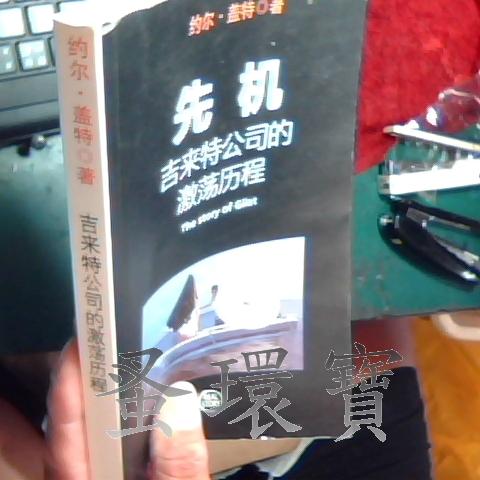 约尔·盖特◎著
先机
吉来特公司的
激荡历程
The story of Gilat
约尔·盖特◎著
吉来特公司的激荡历程
蚤環寶